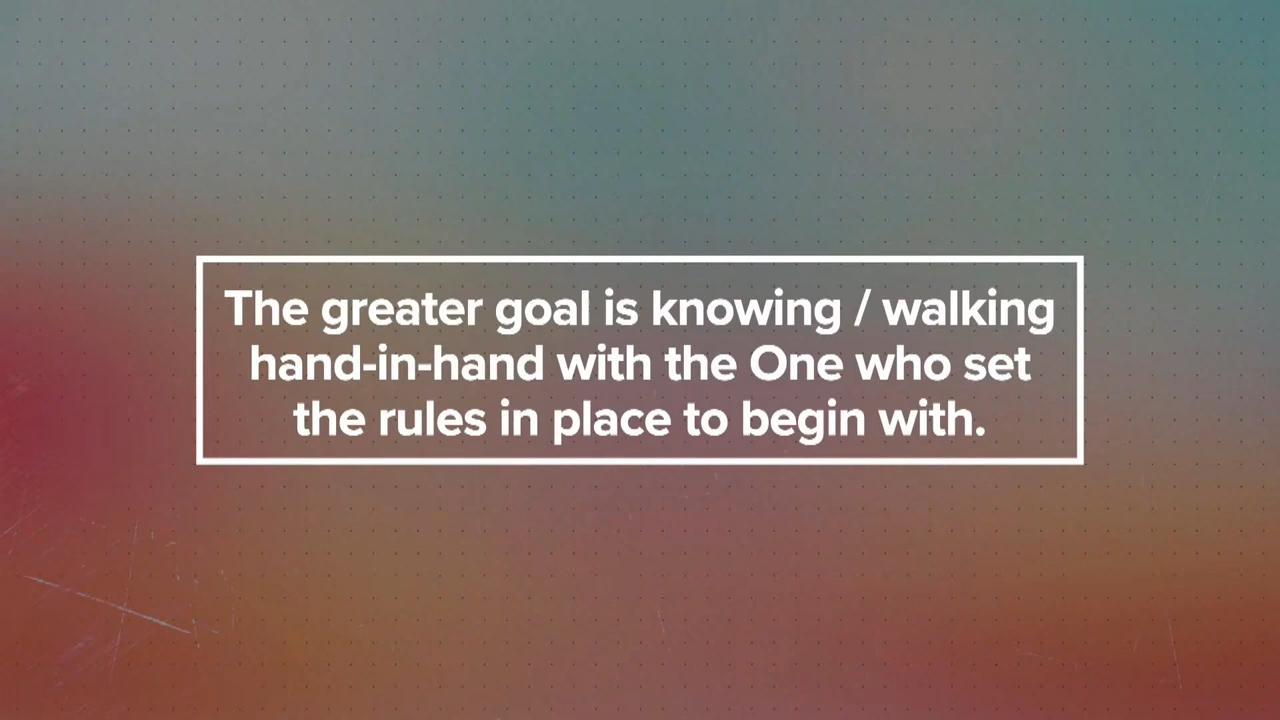 The greater goal is knowing / walking
hand-in-hand with the One who set
the rules in place to begin with.